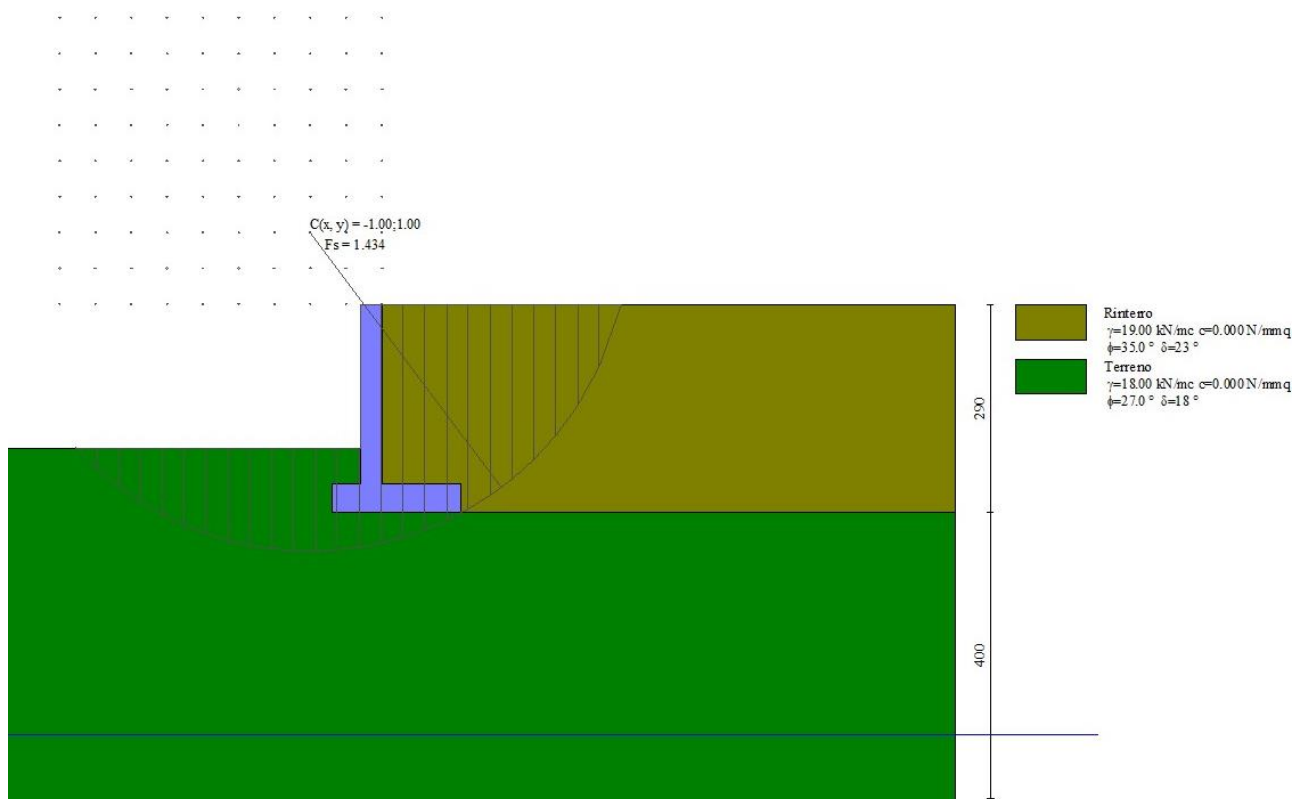 C(x, y) = -1.00;1.00
Fs = 1.434
Rinterro
γ=19.00 kN/mc c=0.000 N/mmq
ϕ=35.0 ° δ=23 °
Terreno
γ=18.00 kN/mc c=0.000 N/mmq
ϕ=27.0 ° δ=18 °
290
400